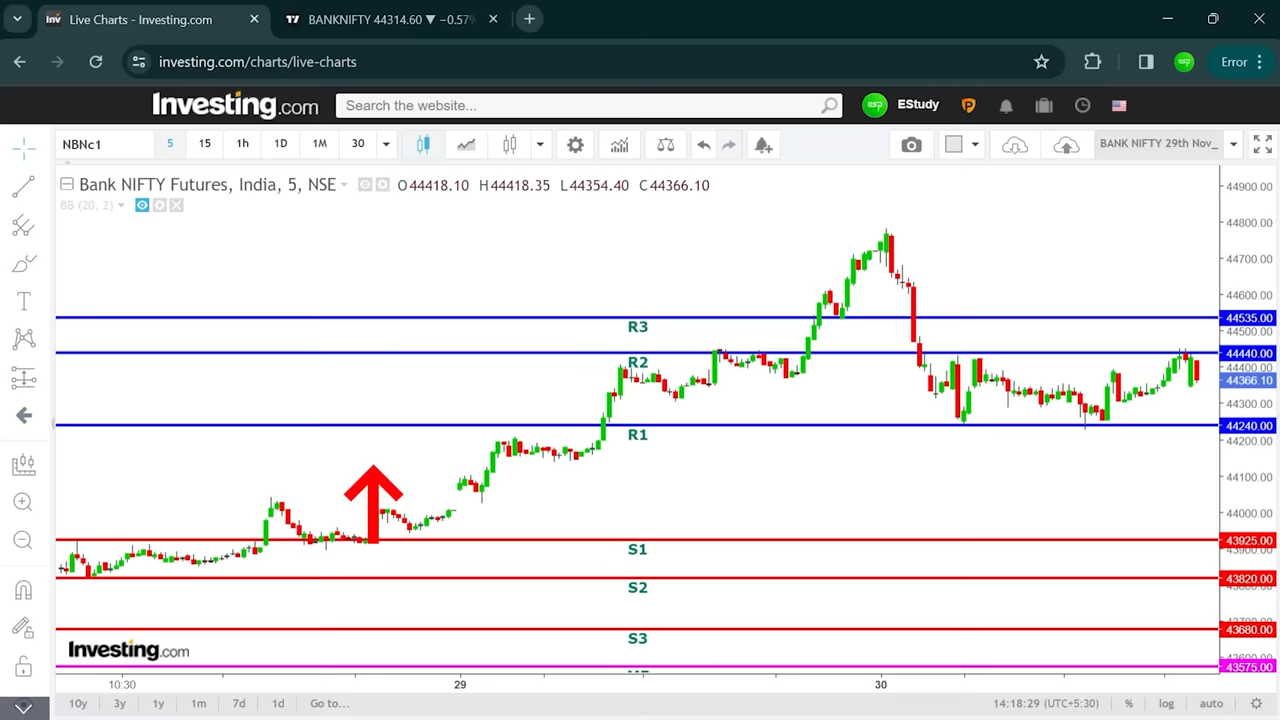 Live Charts - Investing.com
BANKNIFTY 44314.60 ▼ −0.57%
investing.com/charts/live-charts
Error
Investing.com
Search the website...
esp EStudy
NBNc1 5 15 1h 1D 1M 30
BANK NIFTY 29th Nov_
Bank NIFTY Futures, India, 5, NSE O44418.10 H44418.35 L44354.40 C44366.10
BB (20, 2)
44900.00
44800.00
44700.00
44600.00
44535.00
R3
44500.00
44440.00
R2
44400.00
44366.10
44300.00
44240.00
R1
44200.00
44100.00
44000.00
43925.00
S1
43900.00
43820.00
S2
43680.00
S3
Investing.com
43575.00
10:30 29 30
10y 3y 1y 1m 7d 1d Go to...
14:18:29 (UTC+5:30) % log auto